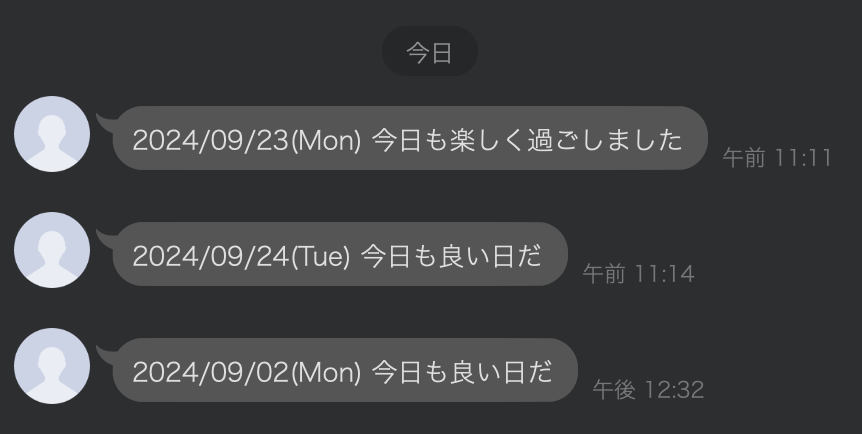 今日
2024/09/23(Mon) 今日も楽しく過ごしました
午前 11:11
2024/09/24(Tue) 今日も良い日だ
午前 11:14
2024/09/02(Mon) 今日も良い日だ
午後 12:32